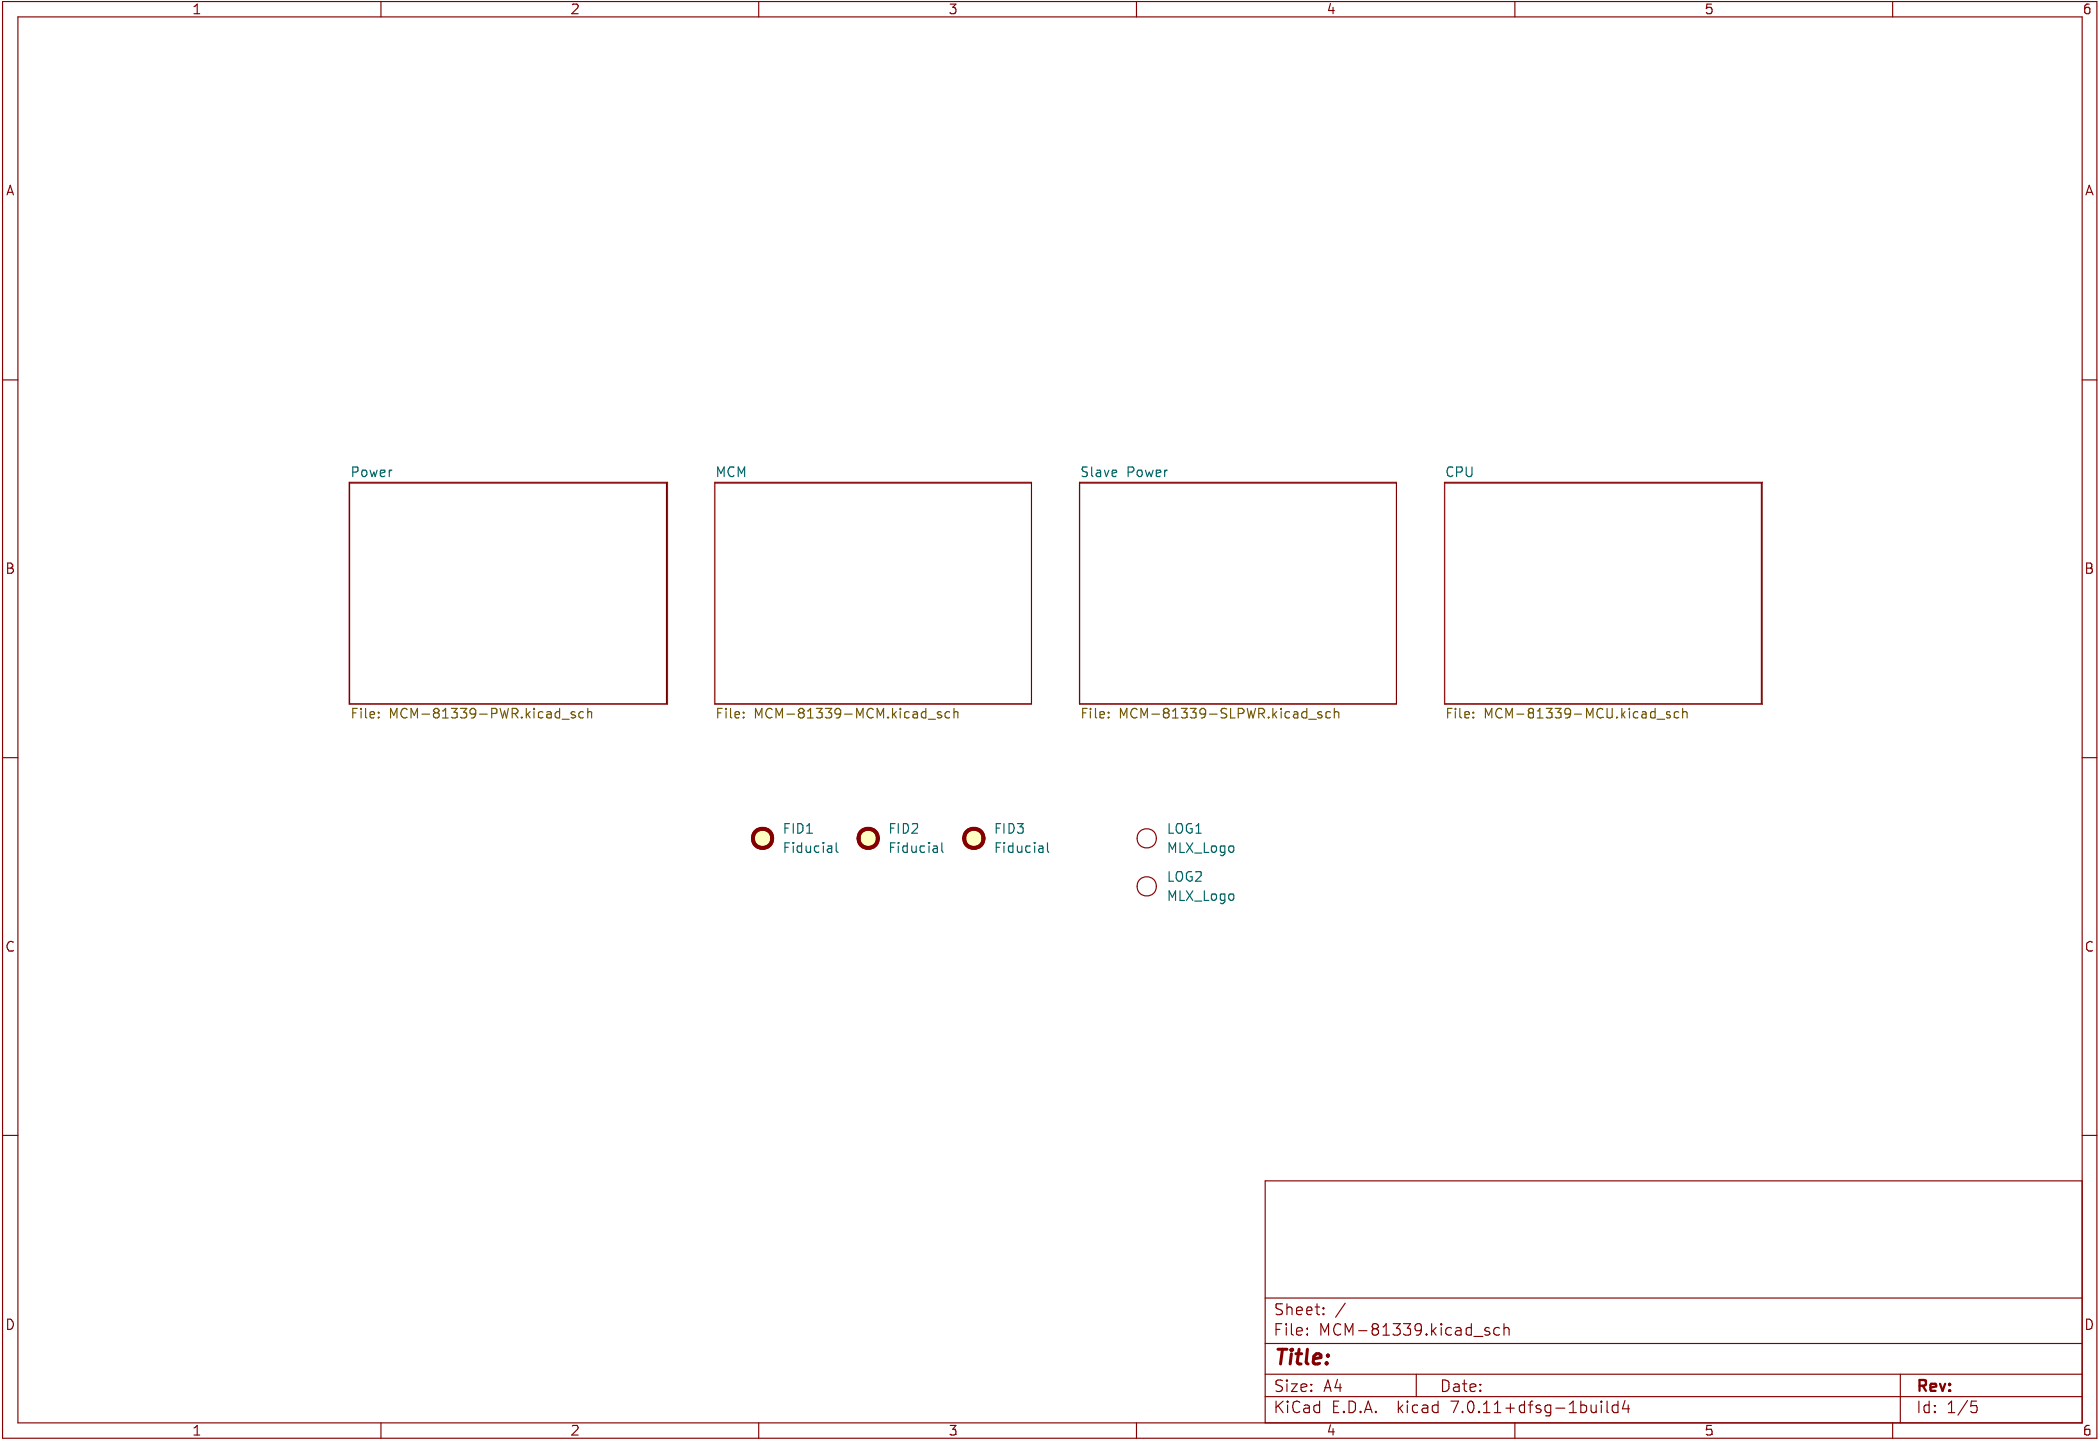 1 2 3 4 5 6
A A
Power MCM Slave Power CPU
B B
File: MCM-81339-PWR.kicad_sch File: MCM-81339-MCM.kicad_sch File: MCM-81339-SLPWR.kicad_sch File: MCM-81339-MCU.kicad_sch
FID1 FID2 FID3 LOG1
Fiducial Fiducial Fiducial MLX_Logo
LOG2
MLX_Logo
C C
Sheet: /
D D
File: MCM-81339.kicad_sch
Title:
Size: A4 Date: Rev:
KiCad E.D.A. kicad 7.0.11+dfsg-1build4 Id: 1/5
1 2 3 4 5 6